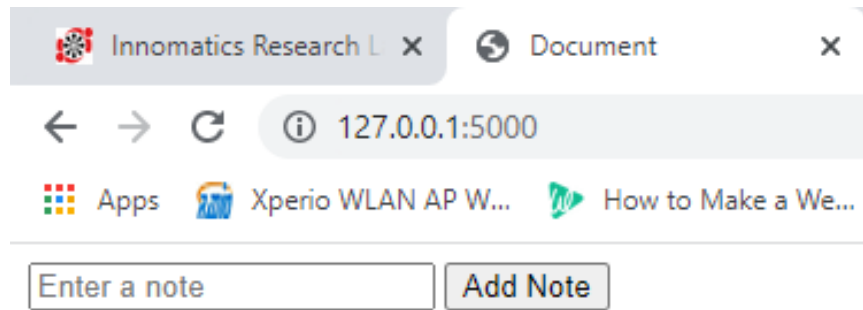 Innomatics Research L Document
127.0.0.1:5000
Apps Xperio WLAN AP W... How to Make a We...
Enter a note Add Note